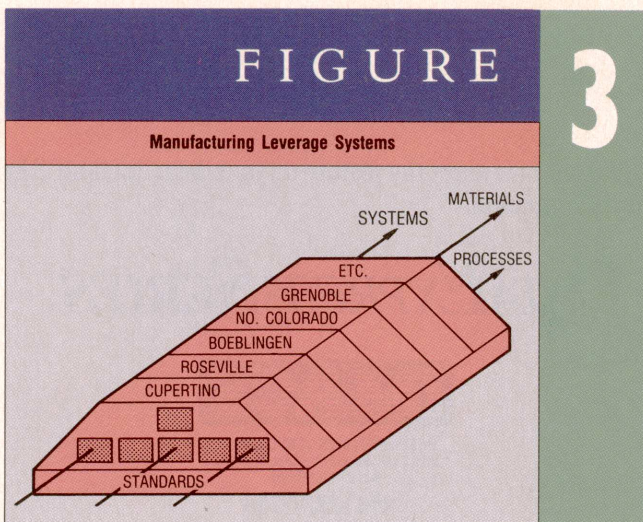 FIGURE 3
Manufacturing Leverage Systems
MATERIALS
SYSTEMS
PROCESSES
ETC.
GRENOBLE
NO. COLORADO
BOEBLINGEN
ROSEVILLE
CUPERTINO
STANDARDS